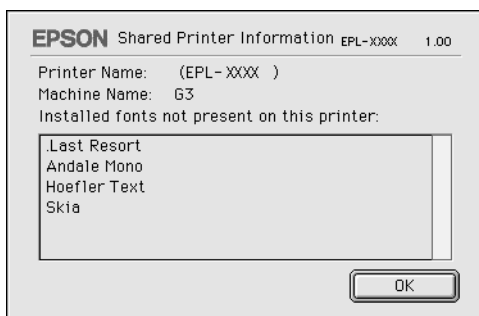 EPSON Shared Printer Information EPL-XXXX 1.00
Printer Name: (EPL-XXXX )
Machine Name: G3
Installed fonts not present on this printer:
.Last Resort
Andale Mono
Hoefler Text
Skia
OK